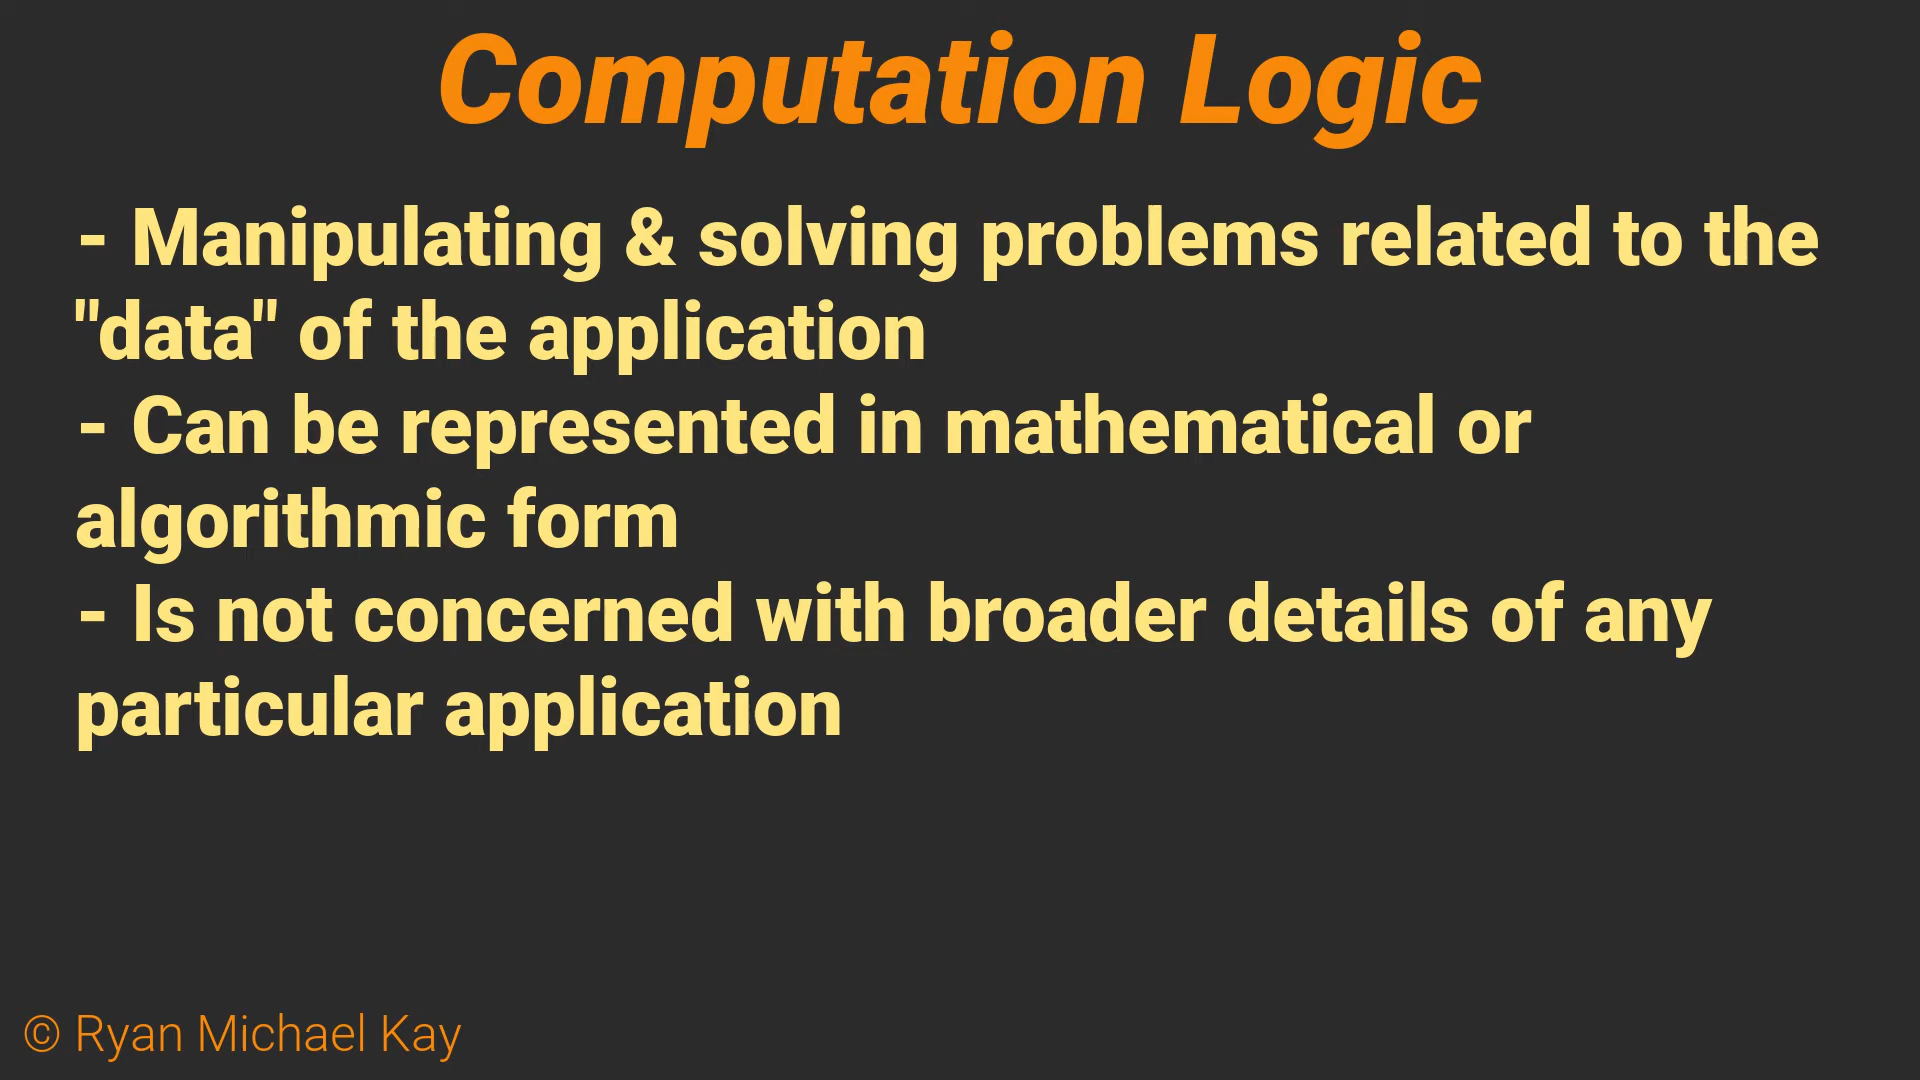 Computation Logic
- Manipulating & solving problems related to the
"data" of the application
- Can be represented in mathematical or
algorithmic form
- Is not concerned with broader details of any
particular application
© Ryan Michael Kay